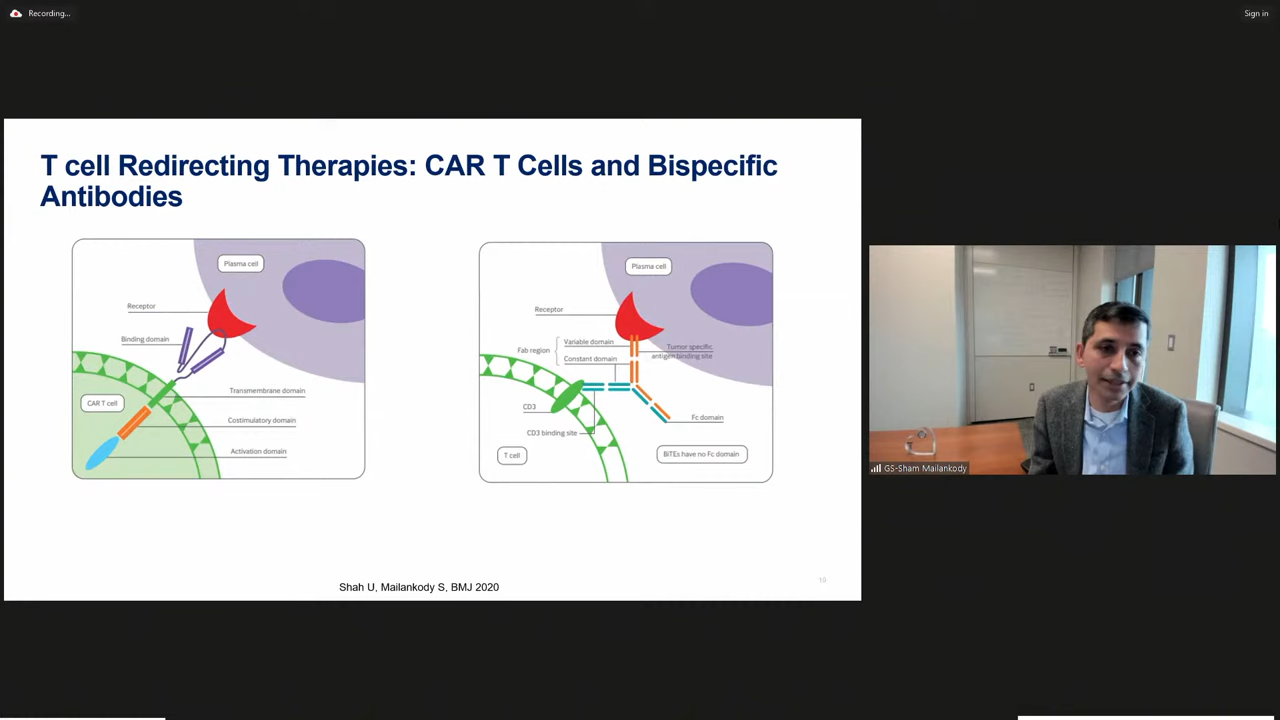 Recording...
Sign in
T cell Redirecting Therapies: CAR T Cells and Bispecific
Antibodies
Plasma cell
Receptor
Binding domain
Transmembrane domain
CAR T cell
Costimulatory domain
Activation domain
Plasma cell
Receptor
Variable domain
Fab region
Tumor specific
antigen binding site
Constant domain
CD3
Fc domain
CD3 binding site
T cell
BiTEs have no Fc domain
GS-Sham Mailankody
Shah U, Mailankody S, BMJ 2020
19